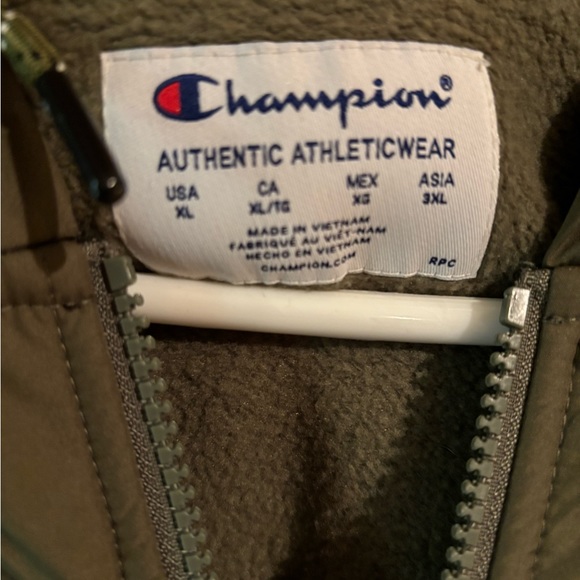 Champion®
AUTHENTIC ATHLETICWEAR
USA CA MEX ASIA
XL XL/TG XG 3XL
MADE IN VIETNAM
FABRIQUÉ AU VIÊT-NAM
HECHO EN VIETNAM
CHAMPION.COM
RPC